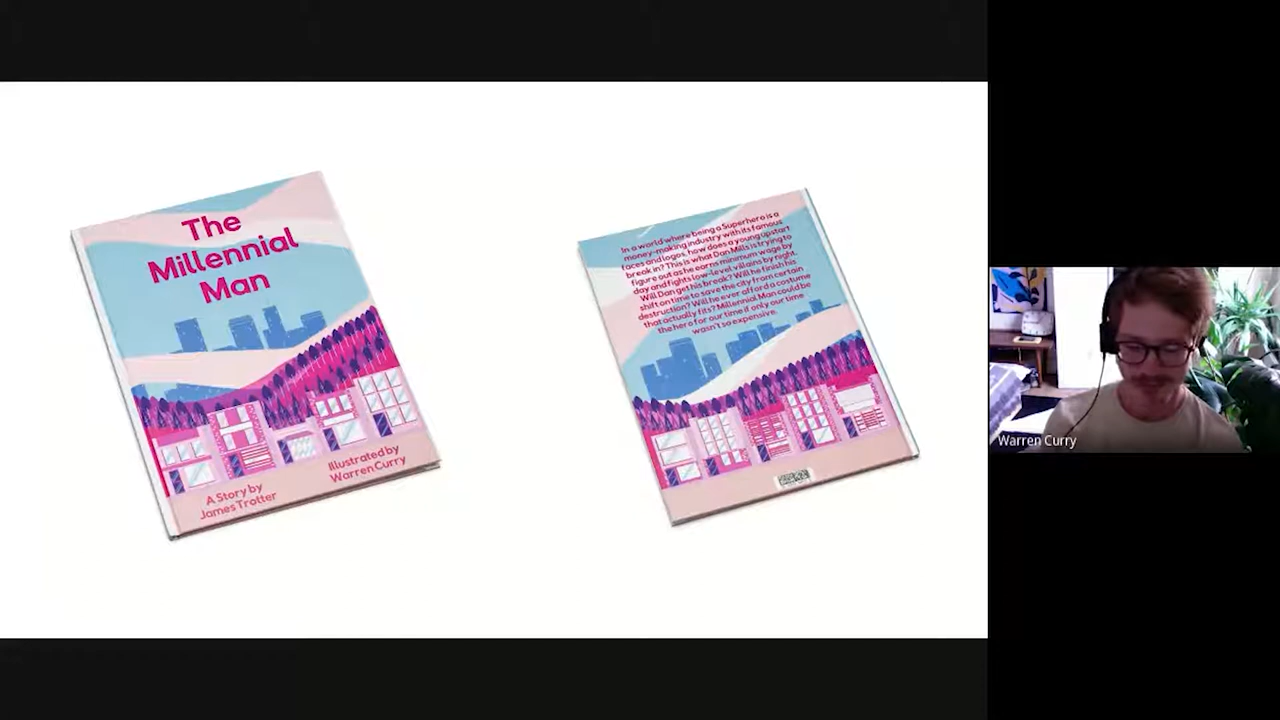 The
Millennial
Man
A Story by
James Trotter
Illustrated by
Warren Curry
In a world where being a Superhero is a
money-making industry with its famous
faces and logos, how does a young upstart
break in? This is what Dan Mills is trying to
figure out as he earns minimum wage by
day and fights low-level villains by night.
Will Dan get his break? Will he finish his
shift on time to save the city from certain
destruction? Will he ever afford a costume
that actually fits? Millennial Man could be
the hero for our time if only our time
wasn't so expensive.
Warren Curry